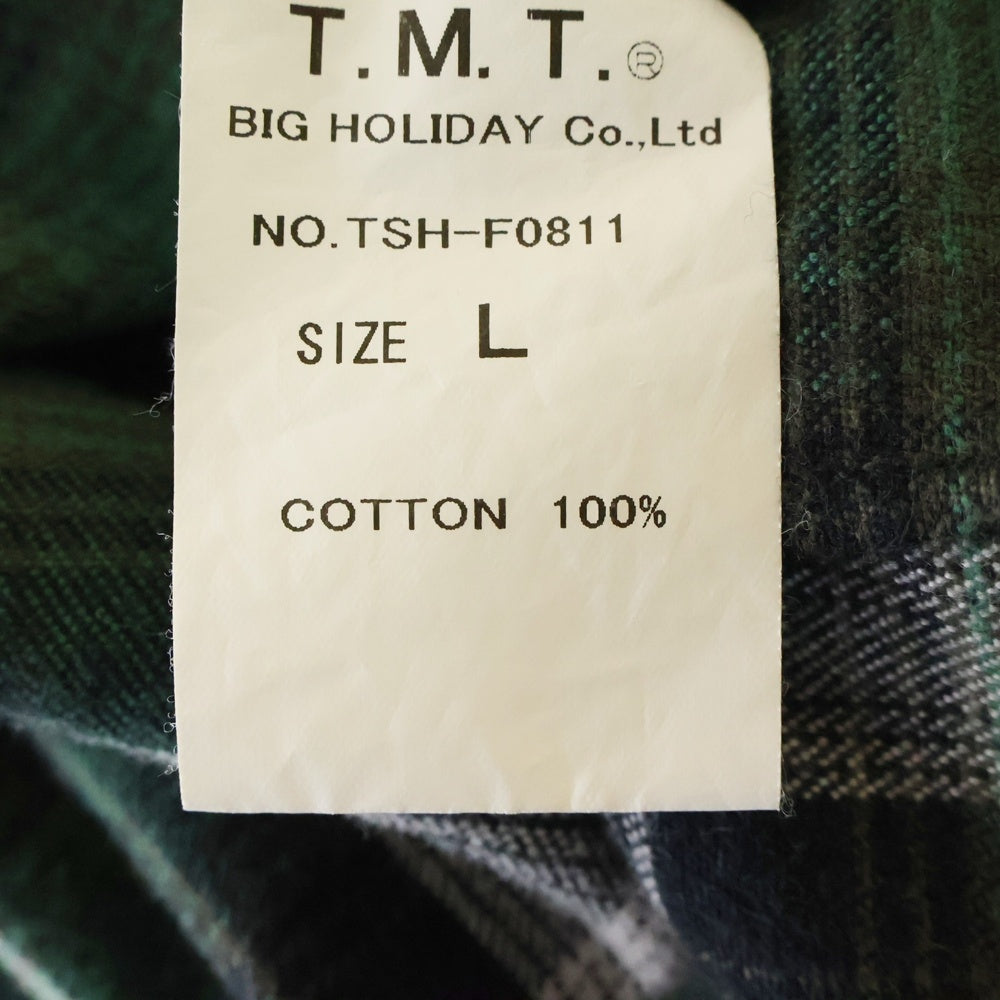 T.M.T.®
BIG HOLIDAY Co.,Ltd
NO.TSH-F0811
SIZE L
COTTON 100%